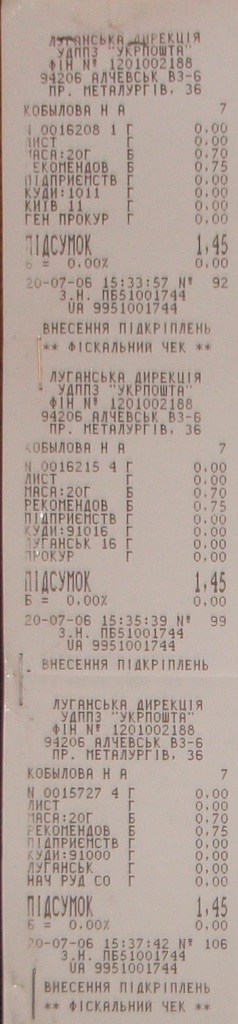 ЛУГАНСЬКА ДИРЕКЦІЯ
УДППЗ "УКРПОШТА"
ФІН № 1201002188
94206 АЛЧЕВСЬК ВЗ-6
ПР. МЕТАЛУРГІВ, 36
КОБЫЛОВА Н А 7
N 0016208 1 Г 0,00
ЛИСТ Г 0,00
МАСА:20Г Б 0,70
РЕКОМЕНДОВ Б 0,75
ПІДПРИЄМСТВ Г 0,00
КУДИ:1011 Г 0,00
КИЇВ 11 Г 0,00
ГЕН ПРОКУР Г 0,00
ПІДСУМОК 1,45
Б = 0,00% 0,00
20-07-06 15:33:57 № 92
З.Н. ПБ51001744
UA 9951001744
ВНЕСЕННЯ ПІДКРІПЛЕНЬ
** ФІСКАЛЬНИЙ ЧЕК **
ЛУГАНСЬКА ДИРЕКЦІЯ
УДППЗ "УКРПОШТА"
ФІН № 1201002188
94206 АЛЧЕВСЬК ВЗ-6
ПР. МЕТАЛУРГІВ, 36
КОБЫЛОВА Н А 7
N 0016215 4 Г 0,00
ЛИСТ Г 0,00
МАСА:20Г Б 0,70
РЕКОМЕНДОВ Б 0,75
ПІДПРИЄМСТВ Г 0,00
КУДИ:91016 Г 0,00
ЛУГАНСЬК 16 Г 0,00
ПРОКУР Г 0,00
ПІДСУМОК 1,45
Б = 0,00% 0,00
20-07-06 15:35:39 № 99
З.Н. ПБ51001744
UA 9951001744
ВНЕСЕННЯ ПІДКРІПЛЕНЬ
ЛУГАНСЬКА ДИРЕКЦІЯ
УДППЗ "УКРПОШТА"
ФІН № 1201002188
94206 АЛЧЕВСЬК ВЗ-6
ПР. МЕТАЛУРГІВ, 36
КОБЫЛОВА Н А 7
N 0015727 4 Г 0,00
ЛИСТ Г 0,00
МАСА:20Г Б 0,70
РЕКОМЕНДОВ Б 0,75
ПІДПРИЄМСТВ Г 0,00
КУДИ:91000 Г 0,00
ЛУГАНСЬК Г 0,00
НАЧ РУД СО Г 0,00
ПІДСУМОК 1,45
Б = 0,00% 0,00
20-07-06 15:37:42 № 106
З.Н. ПБ51001744
UA 9951001744
ВНЕСЕННЯ ПІДКРІПЛЕНЬ
** ФІСКАЛЬНИЙ ЧЕК **